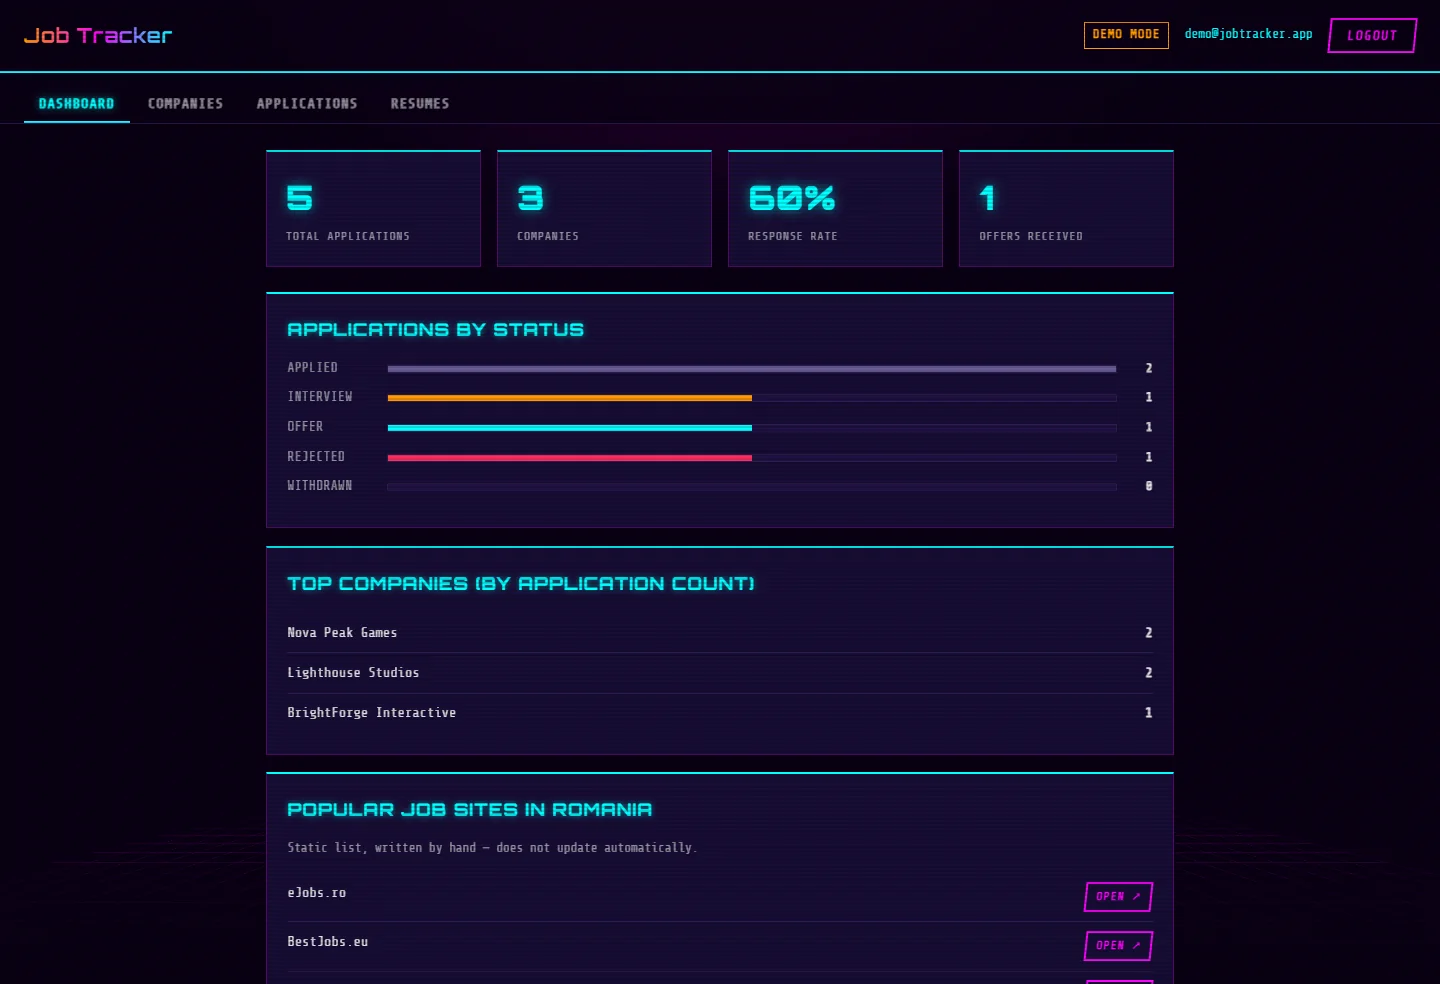 Job Tracker
DEMO MODE demo@jobtracker.app LOGOUT
DASHBOARD COMPANIES APPLICATIONS RESUMES
5 3 60% 1
TOTAL APPLICATIONS COMPANIES RESPONSE RATE OFFERS RECEIVED
APPLICATIONS BY STATUS
APPLIED 2
INTERVIEW 1
OFFER 1
REJECTED 1
WITHDRAWN 0
TOP COMPANIES (BY APPLICATION COUNT)
Nova Peak Games 2
Lighthouse Studios 2
BrightForge Interactive 1
POPULAR JOB SITES IN ROMANIA
Static list, written by hand — does not update automatically.
eJobs.ro OPEN ↗
BestJobs.eu OPEN ↗